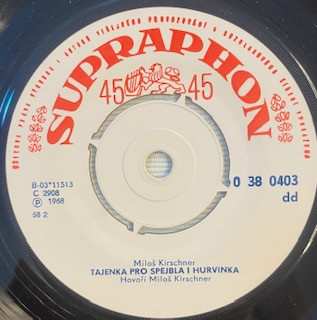 SUPRAPHON
45 45
B-03*11513
C 2908
℗ 1968
68 2
0 38 0403
dd
Miloš Kirschner
TAJENKA PRO SPEJBLA I HURVINKA
Hovoří Miloš Kirschner